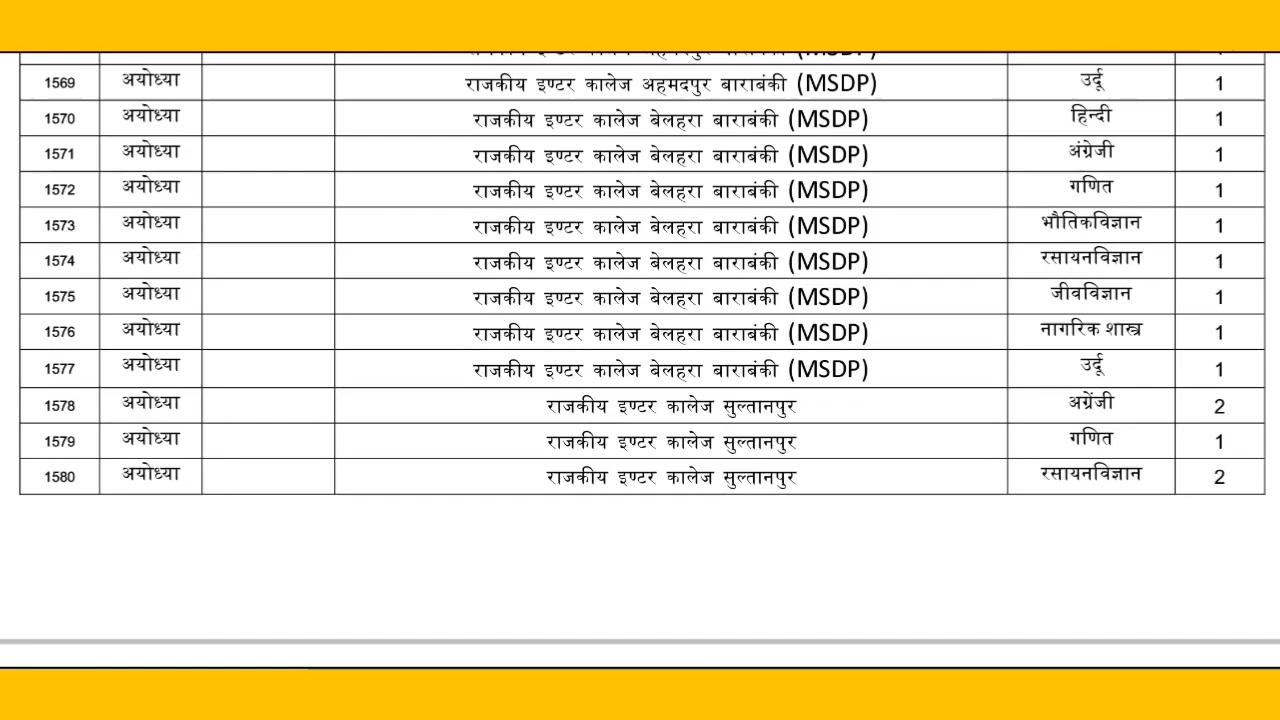 1569 अयोध्या राजकीय इण्टर कालेज अहमदपुर बाराबंकी (MSDP) उर्दू 1
1570 अयोध्या राजकीय इण्टर कालेज बेलहरा बाराबंकी (MSDP) हिन्दी 1
1571 अयोध्या राजकीय इण्टर कालेज बेलहरा बाराबंकी (MSDP) अंग्रेजी 1
1572 अयोध्या राजकीय इण्टर कालेज बेलहरा बाराबंकी (MSDP) गणित 1
1573 अयोध्या राजकीय इण्टर कालेज बेलहरा बाराबंकी (MSDP) भौतिकविज्ञान 1
1574 अयोध्या राजकीय इण्टर कालेज बेलहरा बाराबंकी (MSDP) रसायनविज्ञान 1
1575 अयोध्या राजकीय इण्टर कालेज बेलहरा बाराबंकी (MSDP) जीवविज्ञान 1
1576 अयोध्या राजकीय इण्टर कालेज बेलहरा बाराबंकी (MSDP) नागरिक शास्त्र 1
1577 अयोध्या राजकीय इण्टर कालेज बेलहरा बाराबंकी (MSDP) उर्दू 1
1578 अयोध्या राजकीय इण्टर कालेज सुल्तानपुर अग्रेंजी 2
1579 अयोध्या राजकीय इण्टर कालेज सुल्तानपुर गणित 1
1580 अयोध्या राजकीय इण्टर कालेज सुल्तानपुर रसायनविज्ञान 2